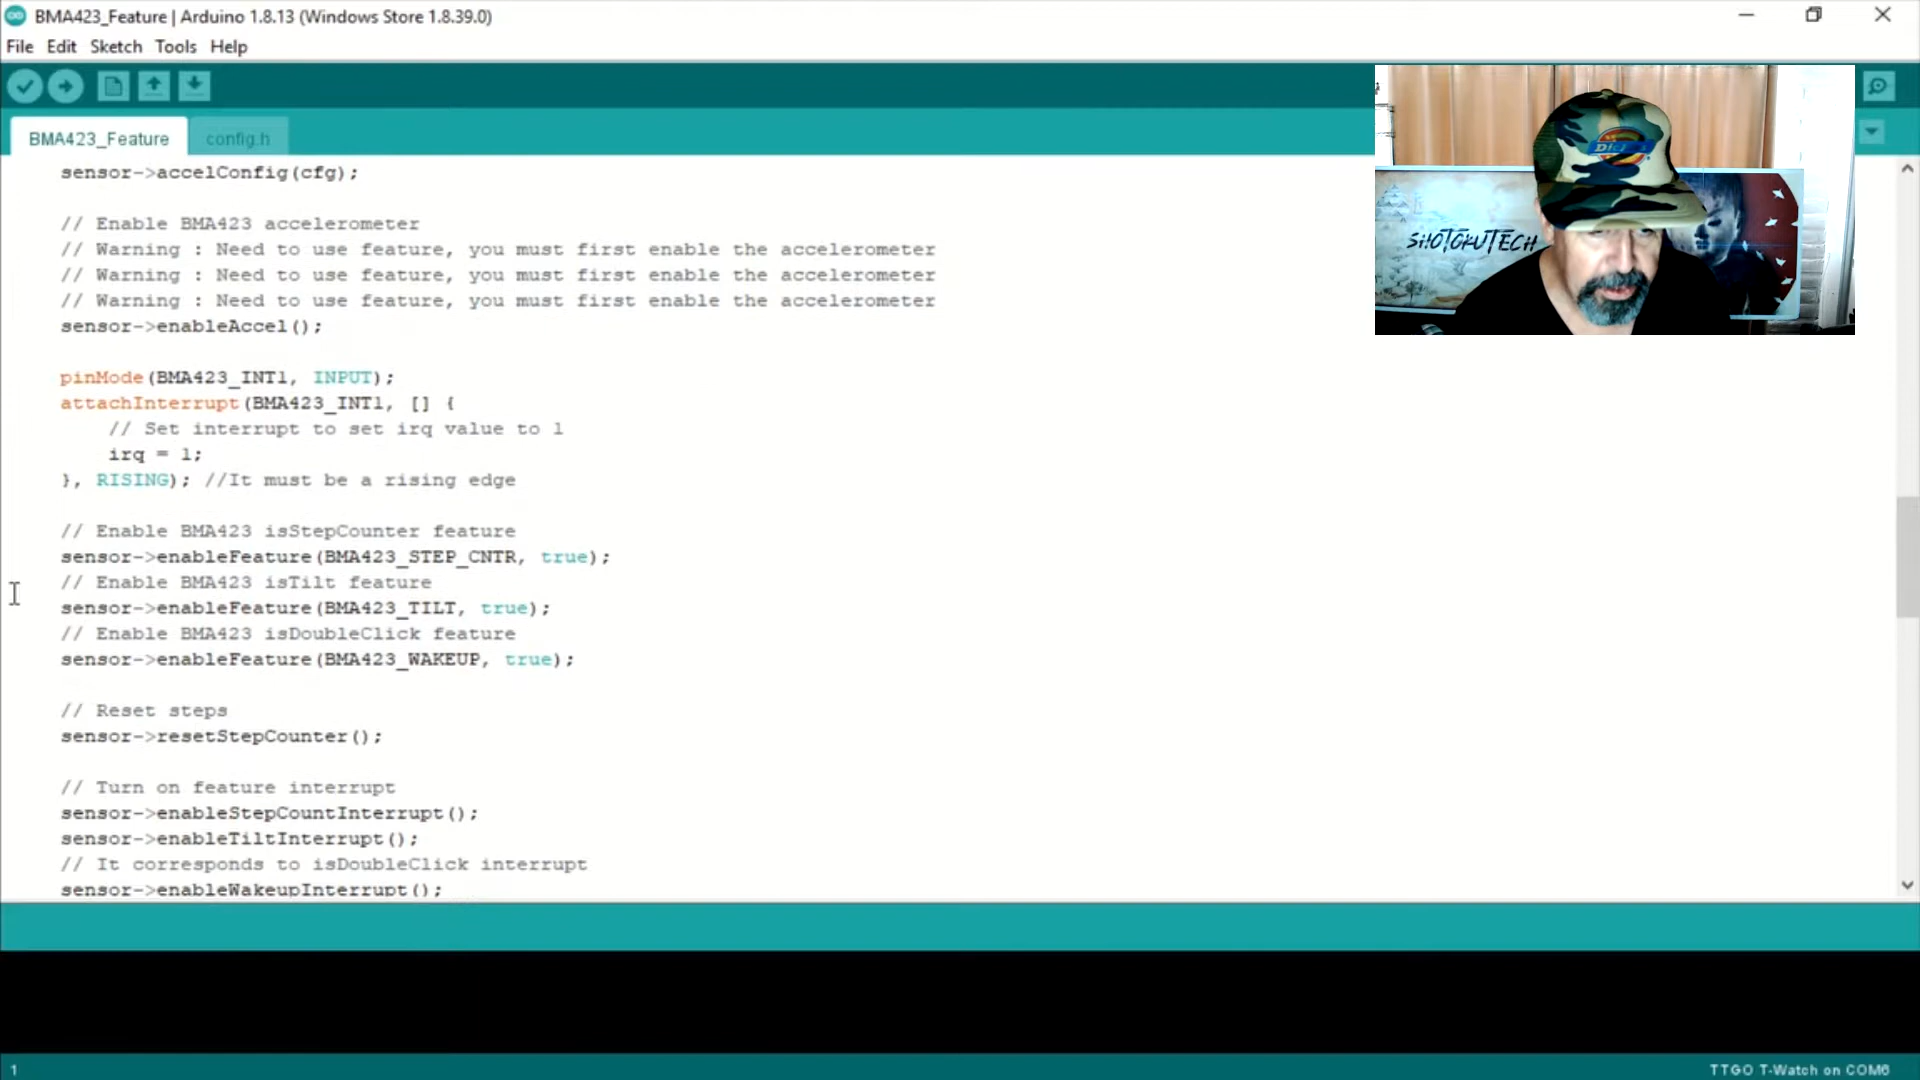 BMA423_Feature | Arduino 1.8.13 (Windows Store 1.8.39.0)
File Edit Sketch Tools Help
BMA423_Feature config.h
sensor->accelConfig(cfg);
// Enable BMA423 accelerometer
// Warning : Need to use feature, you must first enable the accelerometer
// Warning : Need to use feature, you must first enable the accelerometer
// Warning : Need to use feature, you must first enable the accelerometer
sensor->enableAccel();
pinMode(BMA423_INT1, INPUT);
attachInterrupt(BMA423_INT1, [] {
// Set interrupt to set irq value to 1
irq = 1;
}, RISING); //It must be a rising edge
// Enable BMA423 isStepCounter feature
sensor->enableFeature(BMA423_STEP_CNTR, true);
// Enable BMA423 isTilt feature
sensor->enableFeature(BMA423_TILT, true);
// Enable BMA423 isDoubleClick feature
sensor->enableFeature(BMA423_WAKEUP, true);
// Reset steps
sensor->resetStepCounter();
// Turn on feature interrupt
sensor->enableStepCountInterrupt();
sensor->enableTiltInterrupt();
// It corresponds to isDoubleClick interrupt
sensor->enableWakeupInterrupt();
SHOTOKUTECH
1
TTGO T-Watch on COM6